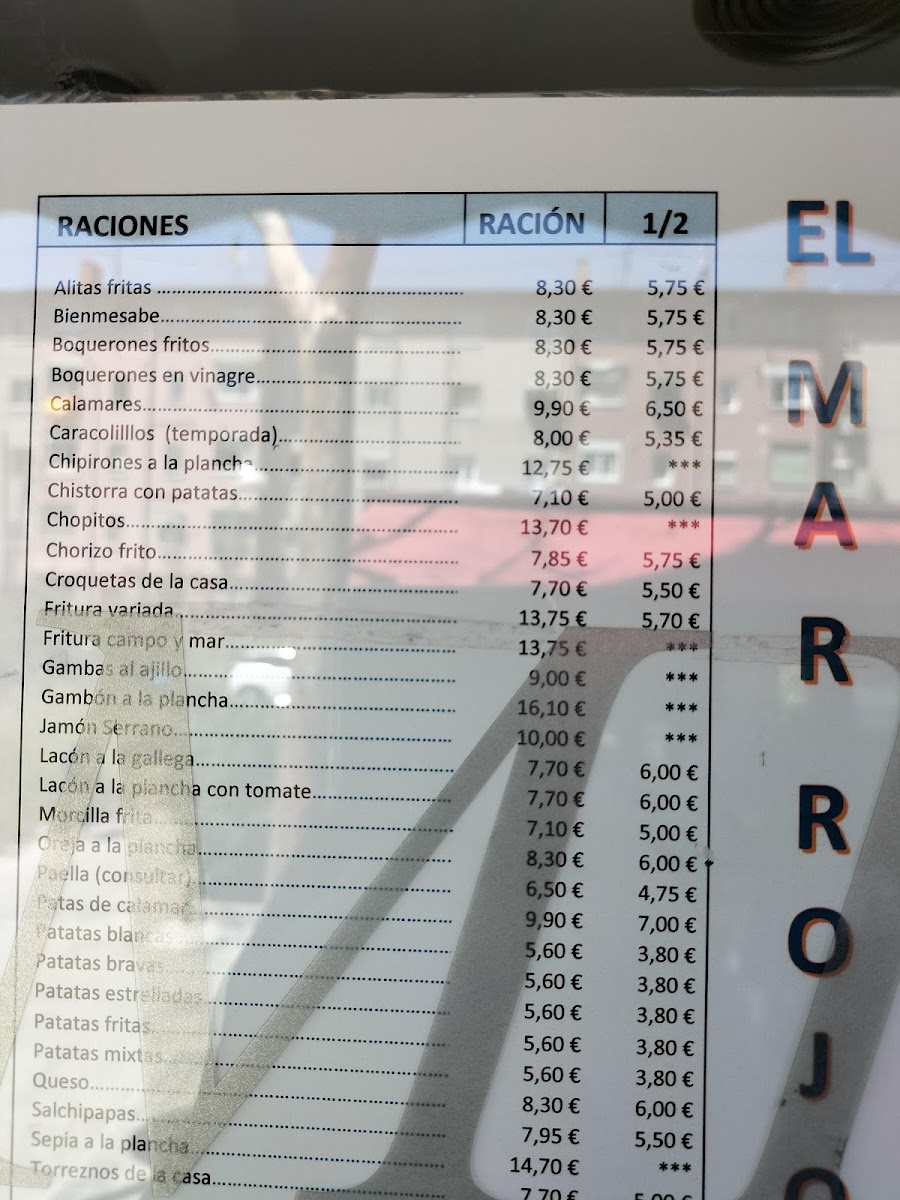 RACIONES RACIÓN 1/2
Alitas fritas ........ 8,30 € 5,75 €
Bienmesabe........ 8,30 € 5,75 €
Boquerones fritos........ 8,30 € 5,75 €
Boquerones en vinagre........ 8,30 € 5,75 €
Calamares........ 9,90 € 6,50 €
Caracolilllos (temporada)........ 8,00 € 5,35 €
Chipirones a la plancha........ 12,75 € ***
Chistorra con patatas........ 7,10 € 5,00 €
Chopitos........ 13,70 € ***
Chorizo frito........ 7,85 € 5,75 €
Croquetas de la casa........ 7,70 € 5,50 €
Fritura variada........ 13,75 € 5,70 €
Fritura campo y mar........ 13,75 € ***
Gambas al ajillo........ 9,00 € ***
Gambón a la plancha........ 16,10 € ***
Jamón Serrano........ 10,00 € ***
Lacón a la gallega........ 7,70 € 6,00 €
Lacón a la plancha con tomate........ 7,70 € 6,00 €
Morcilla frita........ 7,10 € 5,00 €
Oreja a la plancha........ 8,30 € 6,00 €
Paella (consultar)........ 6,50 € 4,75 €
Patas de calamar........ 9,90 € 7,00 €
Patatas blancas........ 5,60 € 3,80 €
Patatas bravas........ 5,60 € 3,80 €
Patatas estrelladas........ 5,60 € 3,80 €
Patatas fritas........ 5,60 € 3,80 €
Patatas mixtas........ 5,60 € 3,80 €
Queso........ 8,30 € 6,00 €
Salchipapas........ 7,95 € 5,50 €
Sepia a la plancha........ 14,70 € ***
Torreznos de la casa........ 7,70 € 5,00 €
EL
M
A
R
R
O
J
O